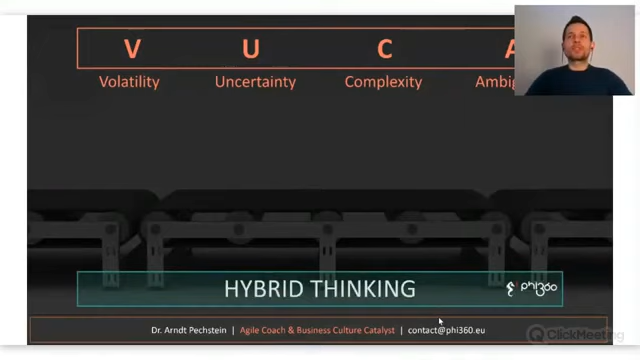 V U C A
Volatility Uncertainty Complexity
HYBRID THINKING
phi360
Dr. Arndt Pechstein | Agile Coach & Business Culture Catalyst | contact@phi360.eu
ClickMeeting